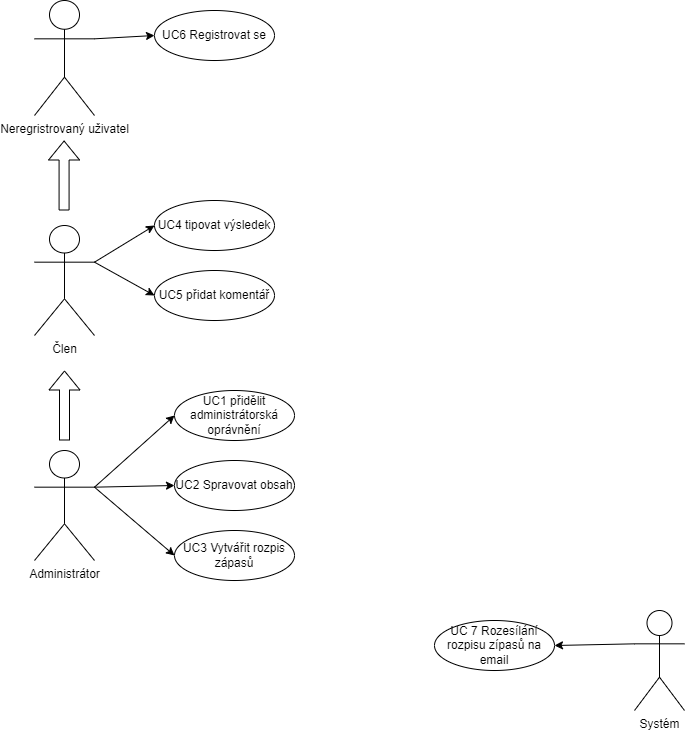 UC6 Registrovat se
Neregristrovaný uživatel
UC4 tipovat výsledek
UC5 přidat komentář
Člen
UC1 přidělit
administrátorská
oprávnění
UC2 Spravovat obsah
UC3 Vytvářit rozpis
zápasů
Administrátor
UC 7 Rozesílání
rozpisu zípasů na
email
Systém